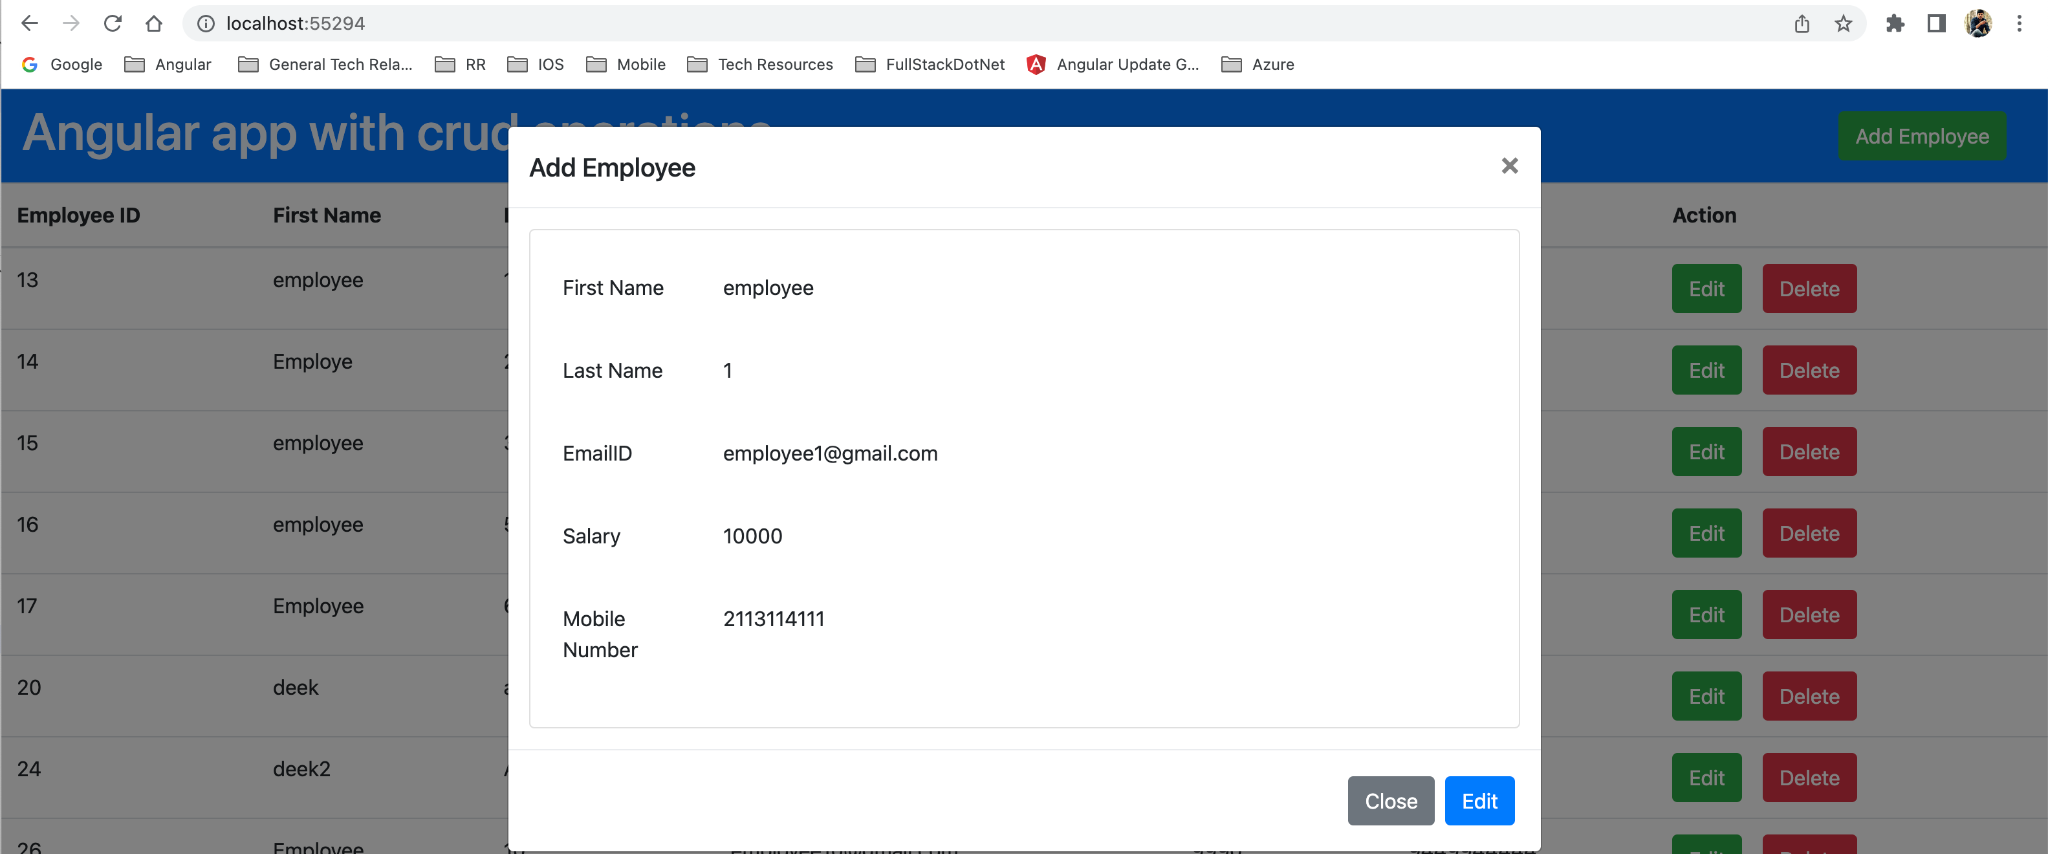 localhost:55294
Google Angular General Tech Rela... RR IOS Mobile Tech Resources FullStackDotNet Angular Update G... Azure
Angular app with crud operations
Add Employee
Add Employee
×
Employee ID First Name Action
13 employee Edit Delete
14 Employe Edit Delete
15 employee Edit Delete
16 employee Edit Delete
17 Employee Edit Delete
20 deek Edit Delete
24 deek2 Edit Delete
26 Employee
First Name employee
Last Name 1
EmailID employee1@gmail.com
Salary 10000
Mobile Number 2113114111
Close Edit